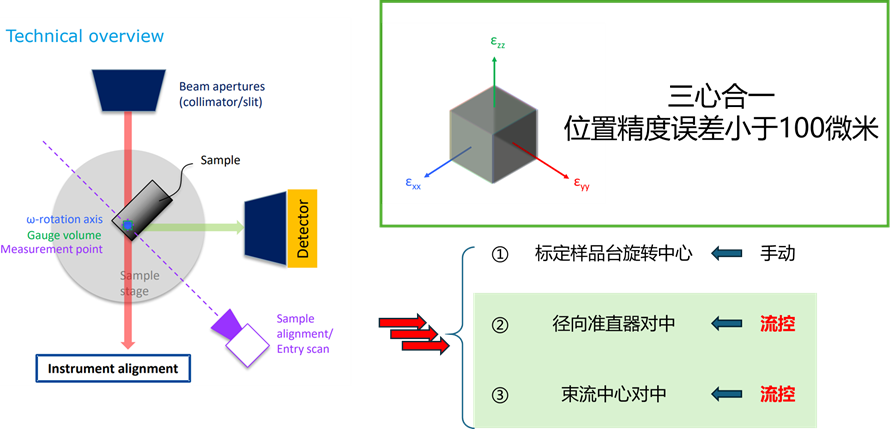 Technical overview
Beam apertures
(collimator/slit)
Sample
ω-rotation axis
Gauge volume
Measurement point
Detector
Sample
stage
Sample
alignment/
Entry scan
Instrument alignment
εzz
εxx
εyy
三心合一
位置精度误差小于100微米
① 标定样品台旋转中心 手动
② 径向准直器对中 流控
③ 束流中心对中 流控